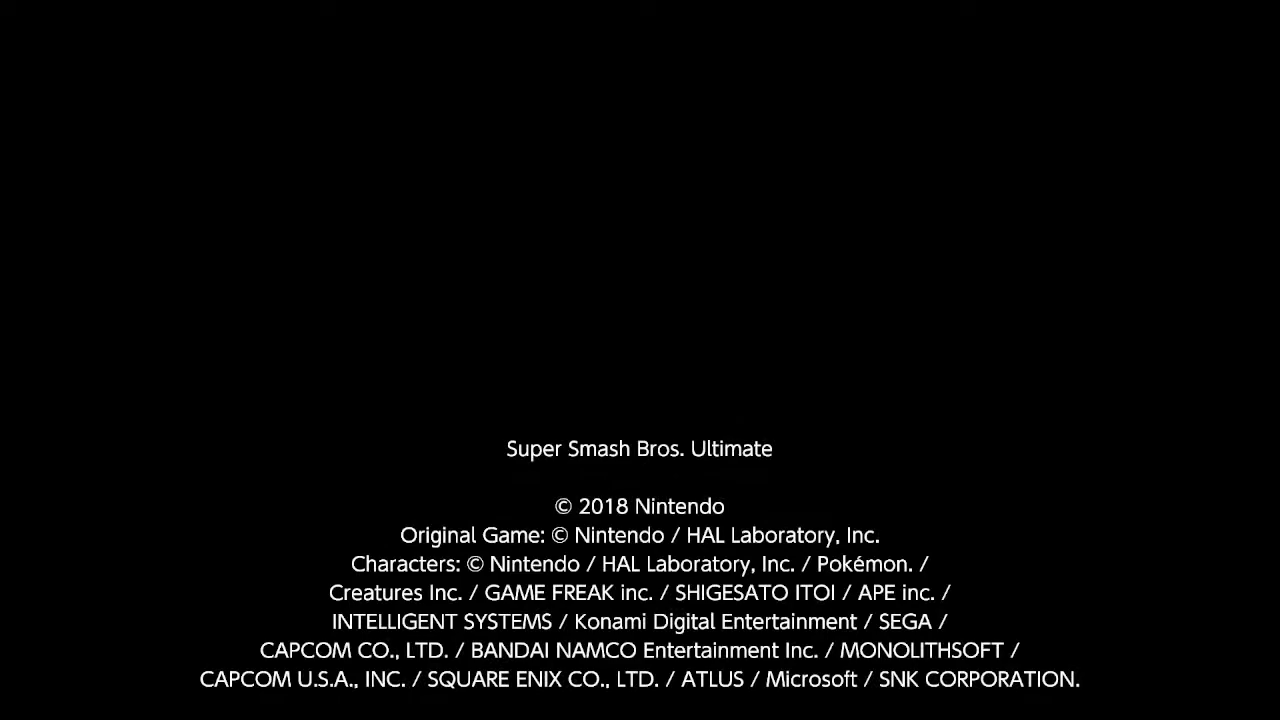 Super Smash Bros. Ultimate
© 2018 Nintendo
Original Game: © Nintendo / HAL Laboratory, Inc.
Characters: © Nintendo / HAL Laboratory, Inc. / Pokémon. /
Creatures Inc. / GAME FREAK inc. / SHIGESATO ITOI / APE inc. /
INTELLIGENT SYSTEMS / Konami Digital Entertainment / SEGA /
CAPCOM CO., LTD. / BANDAI NAMCO Entertainment Inc. / MONOLITHSOFT /
CAPCOM U.S.A., INC. / SQUARE ENIX CO., LTD. / ATLUS / Microsoft / SNK CORPORATION.